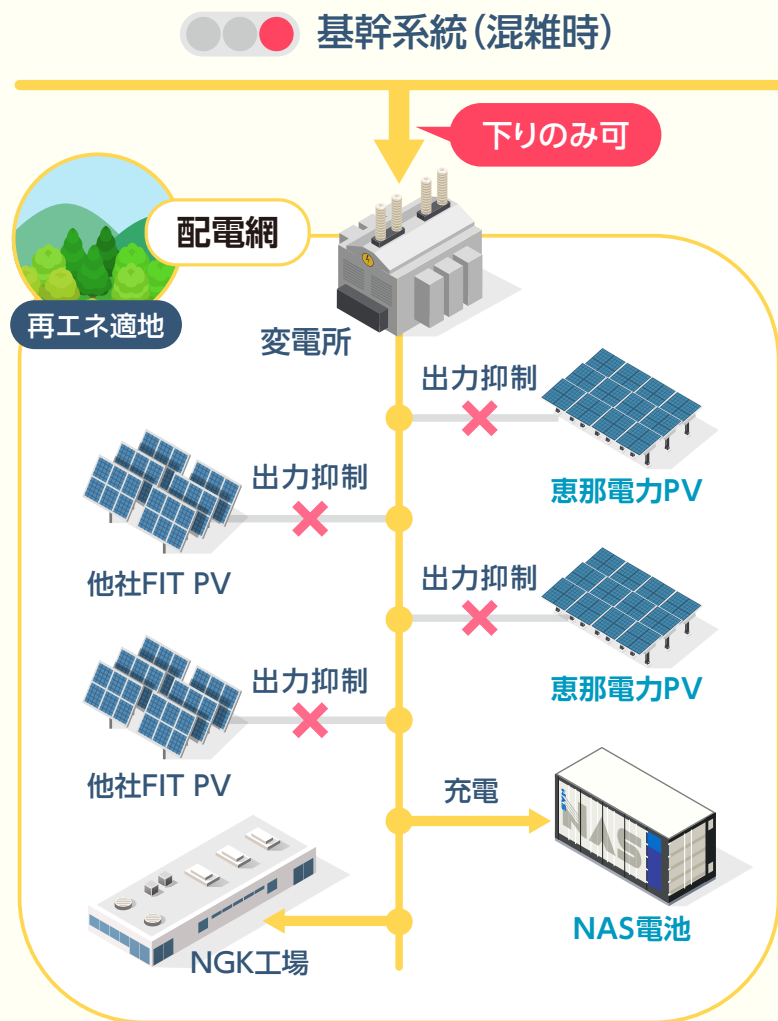 基幹系統(混雑時)
下りのみ可
配電網
再エネ適地
変電所
出力抑制
恵那電力PV
出力抑制
他社FIT PV
出力抑制
恵那電力PV
出力抑制
他社FIT PV
充電
NAS
NAS
NAS電池
NGK工場